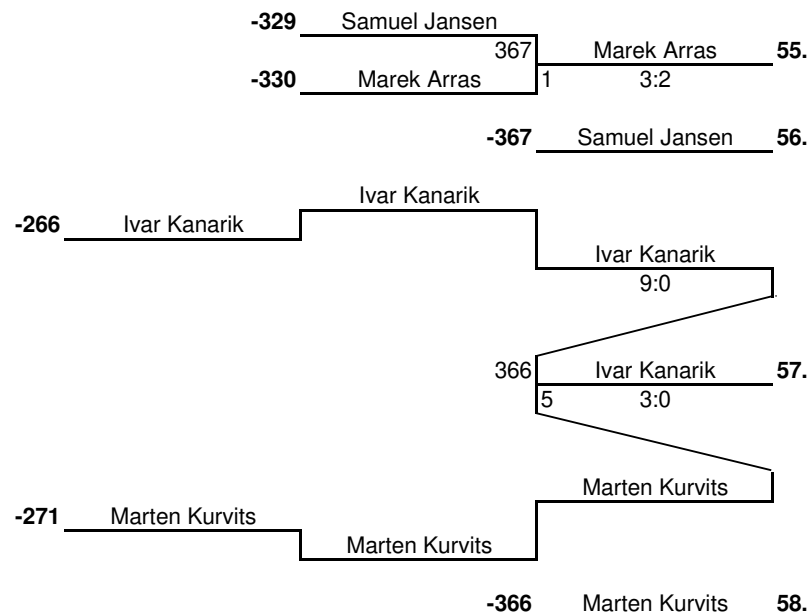 -329 Samuel Jansen
367 Marek Arras 55.
-330 Marek Arras 1 3:2
-367 Samuel Jansen 56.
Ivar Kanarik
-266 Ivar Kanarik
Ivar Kanarik
9:0
366 Ivar Kanarik 57.
5 3:0
Marten Kurvits
-271 Marten Kurvits
Marten Kurvits
-366 Marten Kurvits 58.